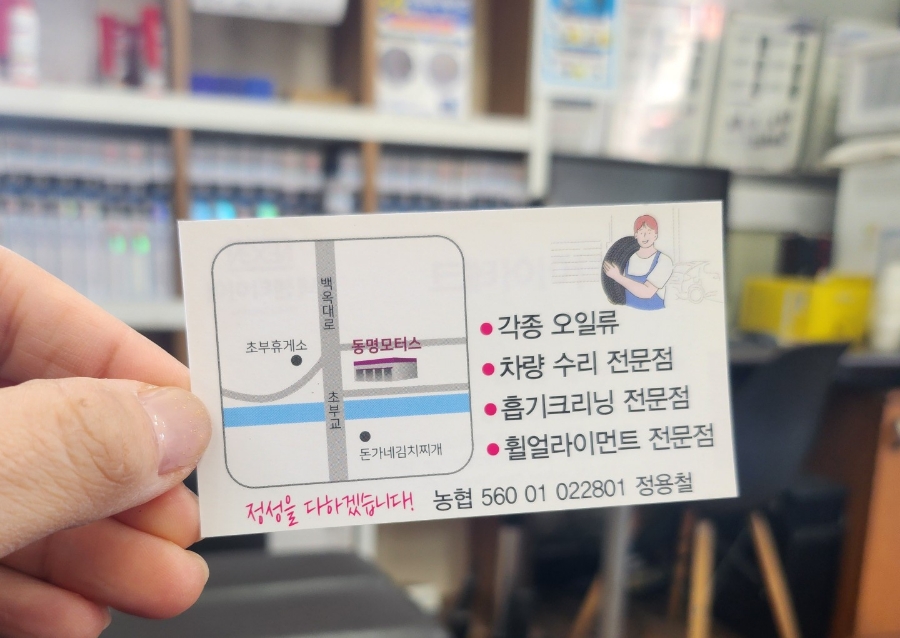 백옥대로
초부휴게소
동명모터스
초부교
돈가네김치찌개
각종 오일류
차량 수리 전문점
흡기크리닝 전문점
휠얼라이먼트 전문점
정성을 다하겠습니다!
농협 560 01 022801 정용철